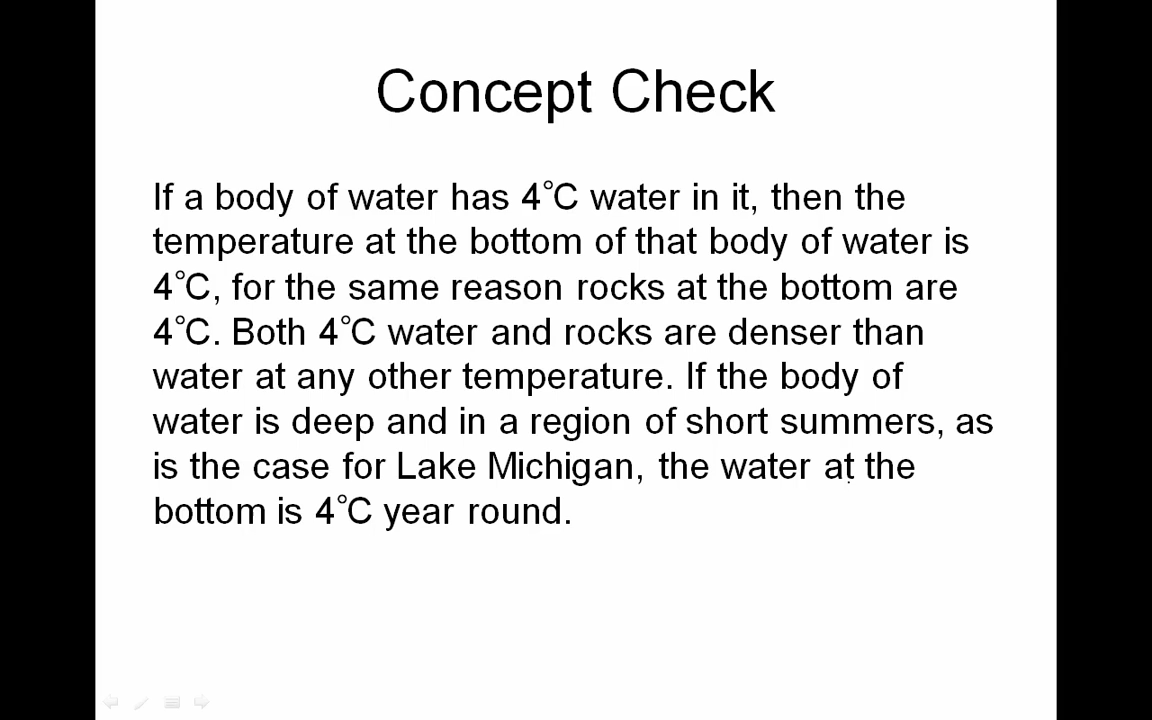 Concept Check
If a body of water has 4°C water in it, then the
temperature at the bottom of that body of water is
4°C, for the same reason rocks at the bottom are
4°C. Both 4°C water and rocks are denser than
water at any other temperature. If the body of
water is deep and in a region of short summers, as
is the case for Lake Michigan, the water at the
bottom is 4°C year round.